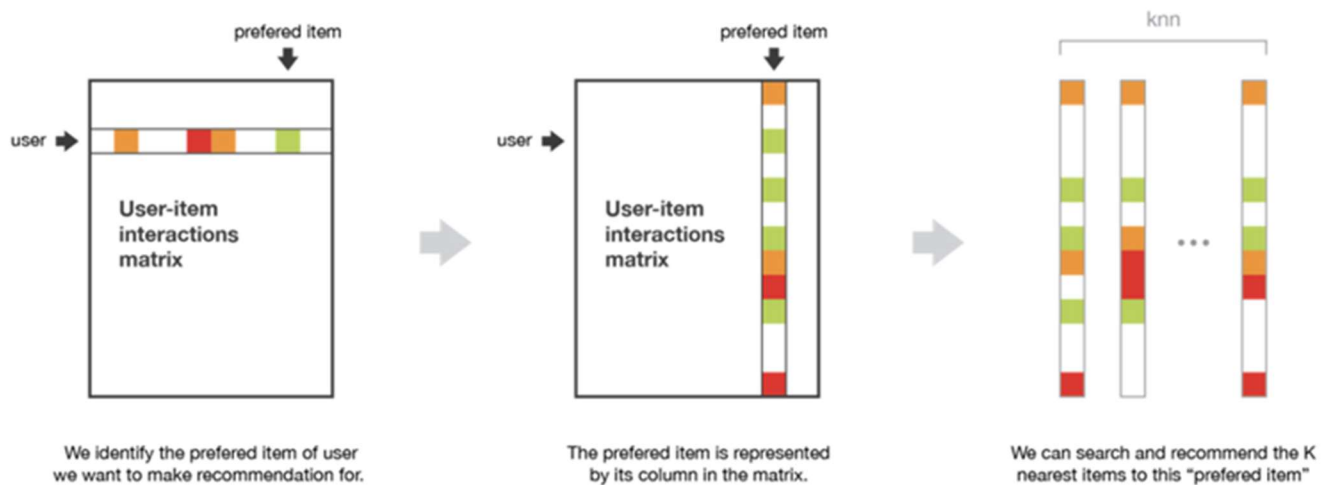 prefered item
user
User-item
interactions
matrix
We identify the prefered item of user
we want to make recommendation for.
prefered item
user
User-item
interactions
matrix
The prefered item is represented
by its column in the matrix.
knn
We can search and recommend the K
nearest items to this “prefered item”